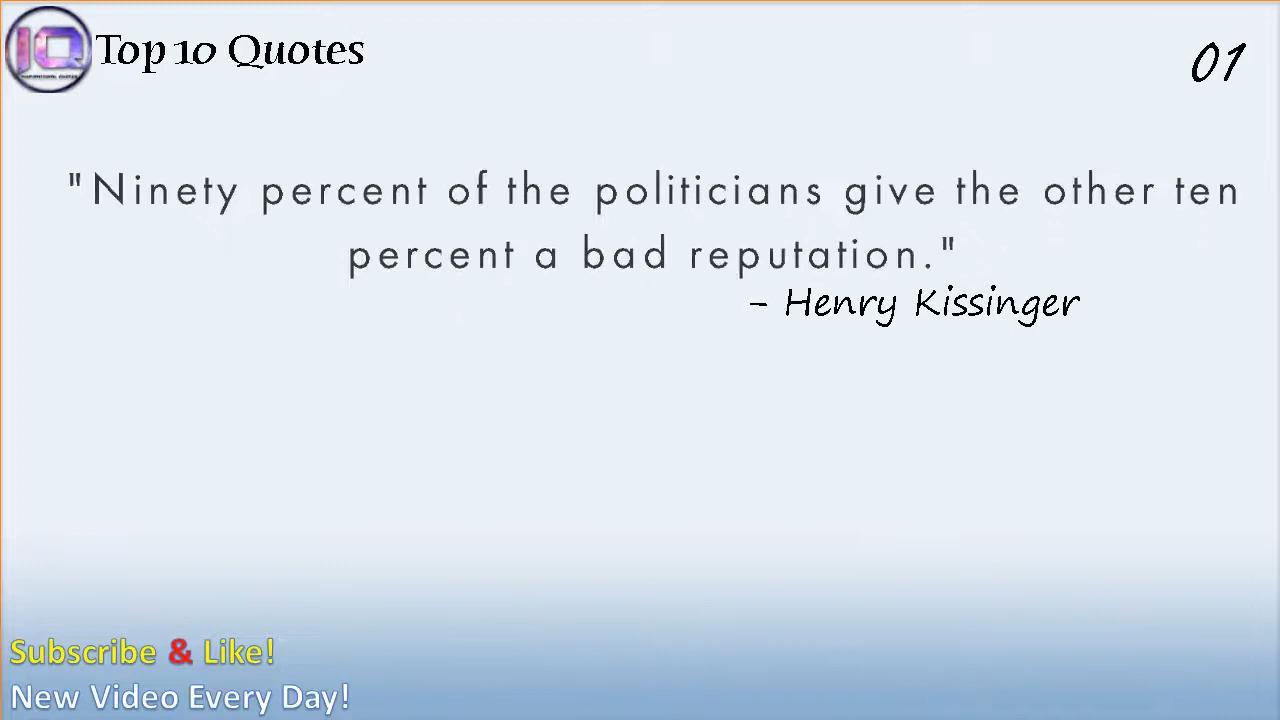 IQ
Top 10 Quotes
01
"Ninety percent of the politicians give the other ten
percent a bad reputation."
- Henry Kissinger
Subscribe & Like!
New Video Every Day!